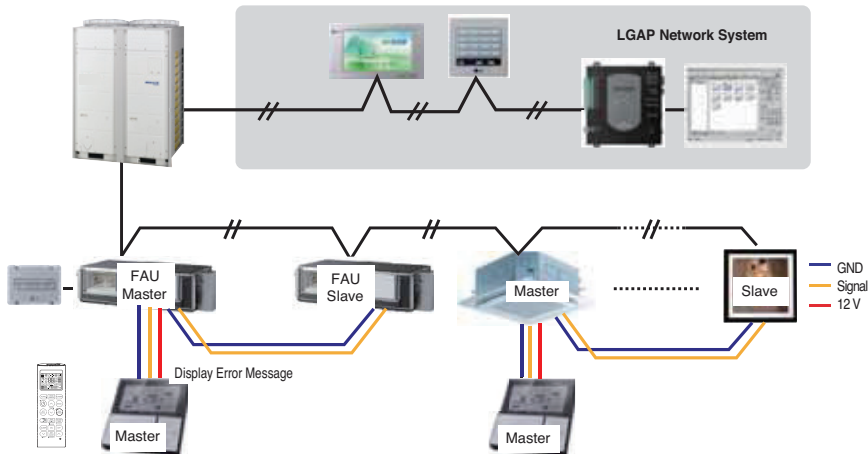 LGAP Network System
FAU
Master
FAU
Slave
Master
Slave
GND
Signal
12 V
Display Error Message
Master
Master